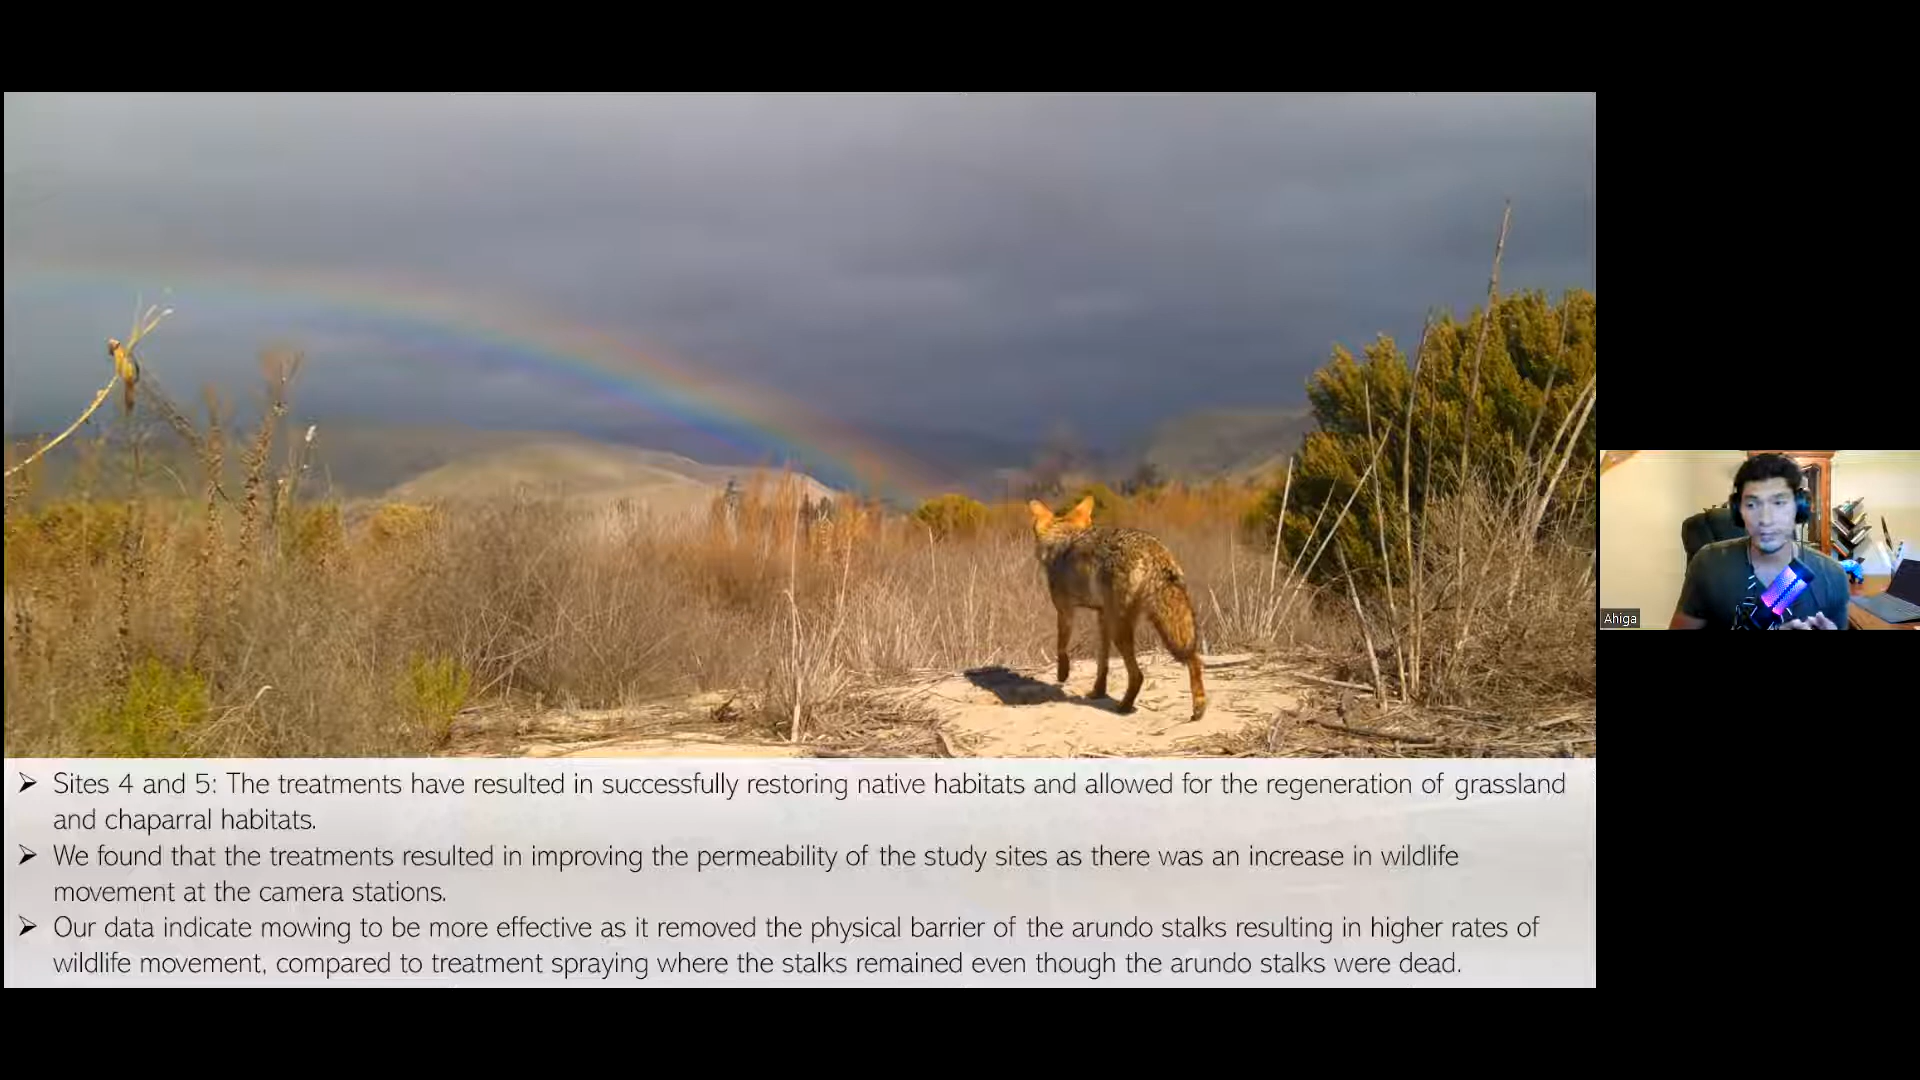 ➤ Sites 4 and 5: The treatments have resulted in successfully restoring native habitats and allowed for the regeneration of grassland
and chaparral habitats.
➤ We found that the treatments resulted in improving the permeability of the study sites as there was an increase in wildlife
movement at the camera stations.
➤ Our data indicate mowing to be more effective as it removed the physical barrier of the arundo stalks resulting in higher rates of
wildlife movement, compared to treatment spraying where the stalks remained even though the arundo stalks were dead.
Ahiga